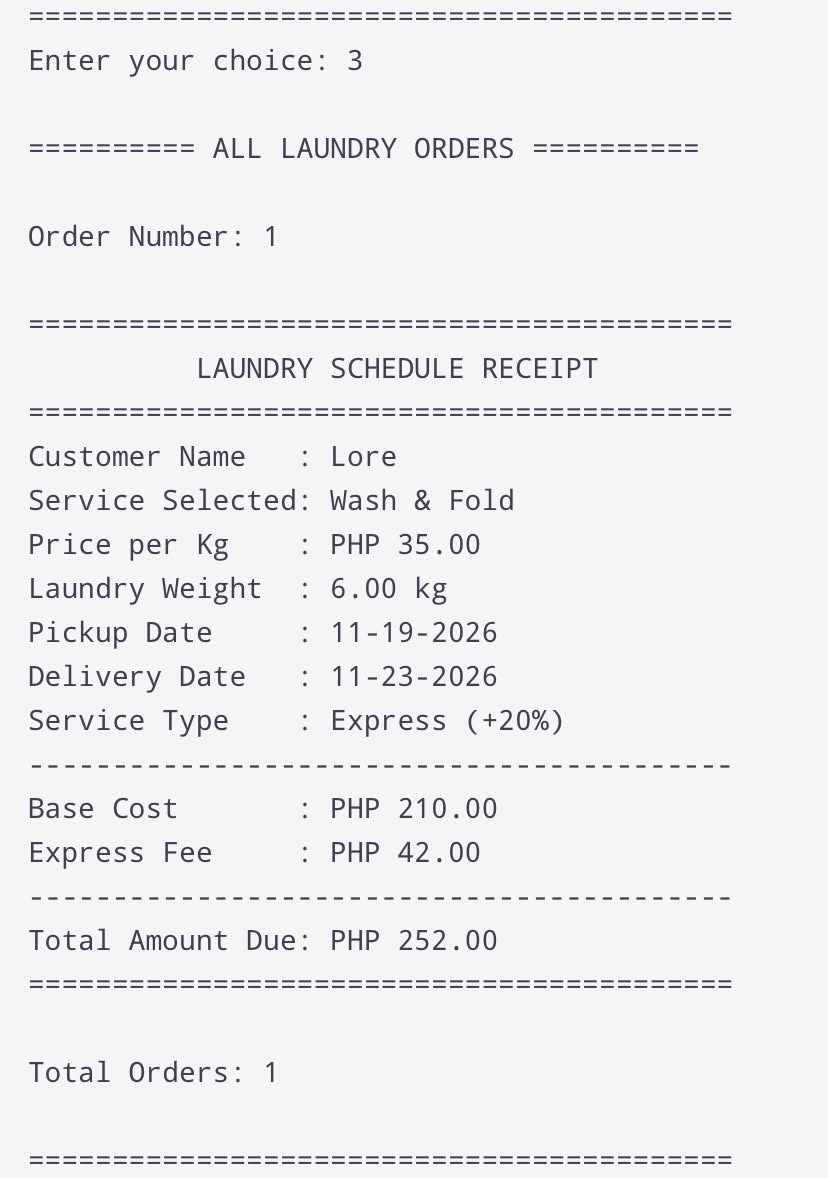 ==========================================
Enter your choice: 3
========== ALL LAUNDRY ORDERS ==========
Order Number: 1
==========================================
LAUNDRY SCHEDULE RECEIPT
==========================================
Customer Name   : Lore
Service Selected: Wash & Fold
Price per Kg    : PHP 35.00
Laundry Weight  : 6.00 kg
Pickup Date     : 11-19-2026
Delivery Date   : 11-23-2026
Service Type    : Express (+20%)
------------------------------------------
Base Cost       : PHP 210.00
Express Fee     : PHP 42.00
------------------------------------------
Total Amount Due: PHP 252.00
==========================================
Total Orders: 1
==========================================